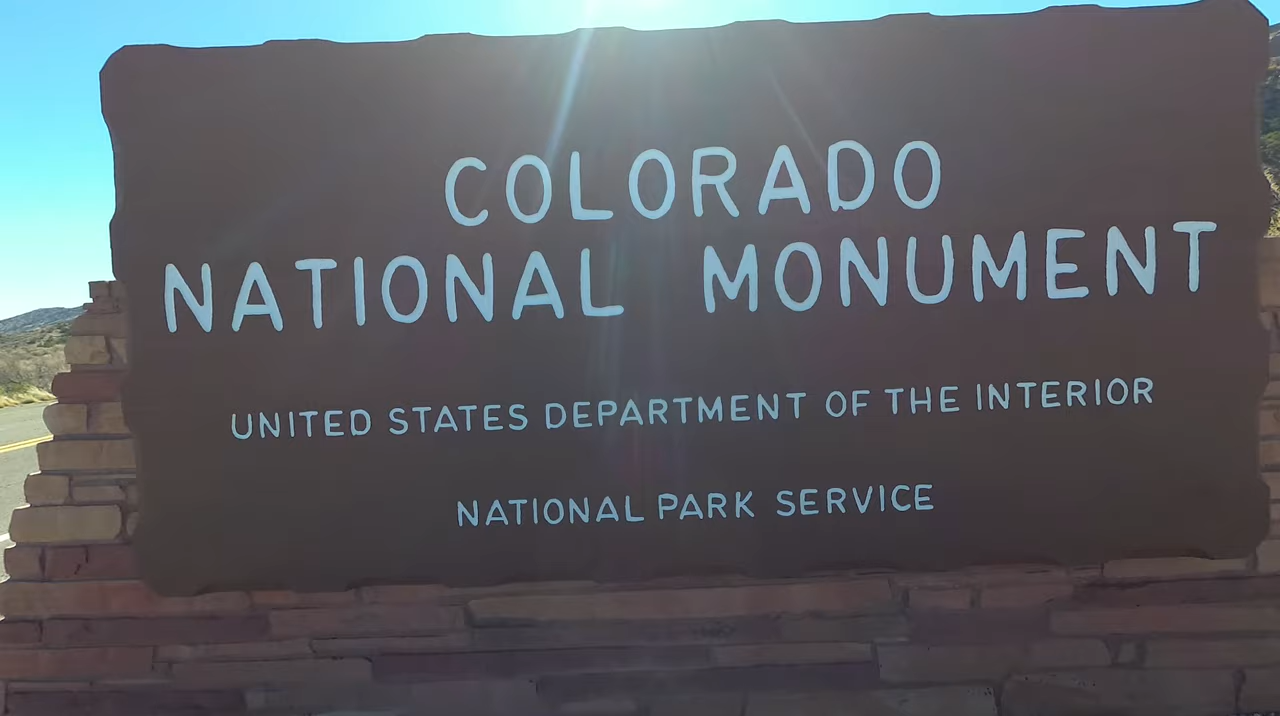 COLORADO
NATIONAL MONUMENT
UNITED STATES DEPARTMENT OF THE INTERIOR
NATIONAL PARK SERVICE